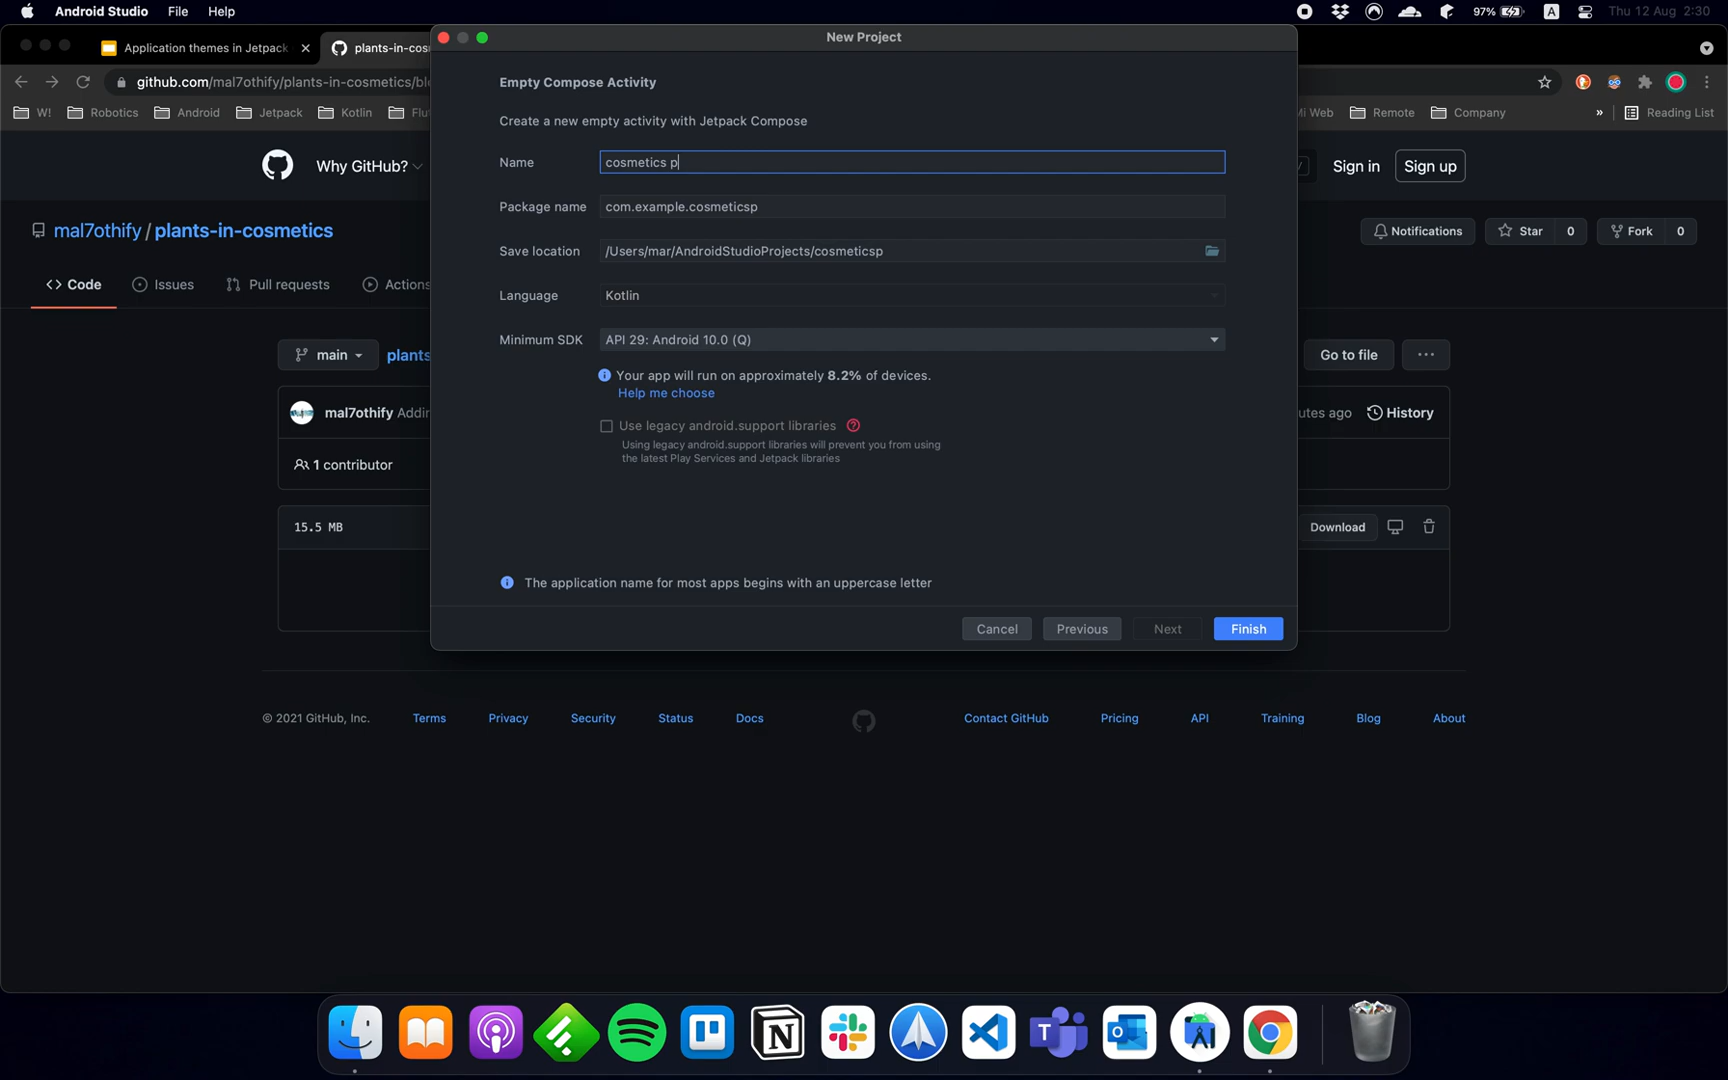 Android Studio File Help 97% A Thu 12 Aug 2:30
Application themes in Jetpack plants-in-cos New Project
github.com/mal7othify/plants-in-cosmetics/bl
W! Robotics Android Jetpack Kotlin Flu Mi Web Remote Company » Reading List
Empty Compose Activity
Create a new empty activity with Jetpack Compose
Name cosmetics p
Package name com.example.cosmeticsp
Save location /Users/mar/AndroidStudioProjects/cosmeticsp
Language Kotlin
Minimum SDK API 29: Android 10.0 (Q)
Your app will run on approximately 8.2% of devices.
Help me choose
Use legacy android.support libraries ?
Using legacy android.support libraries will prevent you from using
the latest Play Services and Jetpack libraries
The application name for most apps begins with an uppercase letter
Cancel Previous Next Finish
Why GitHub? / Sign in Sign up
mal7othify / plants-in-cosmetics Notifications Star 0 Fork 0
Code Issues Pull requests Actions
main plants Go to file ...
mal7othify Addin utes ago History
1 contributor
15.5 MB Download
© 2021 GitHub, Inc. Terms Privacy Security Status Docs Contact GitHub Pricing API Training Blog About
N T